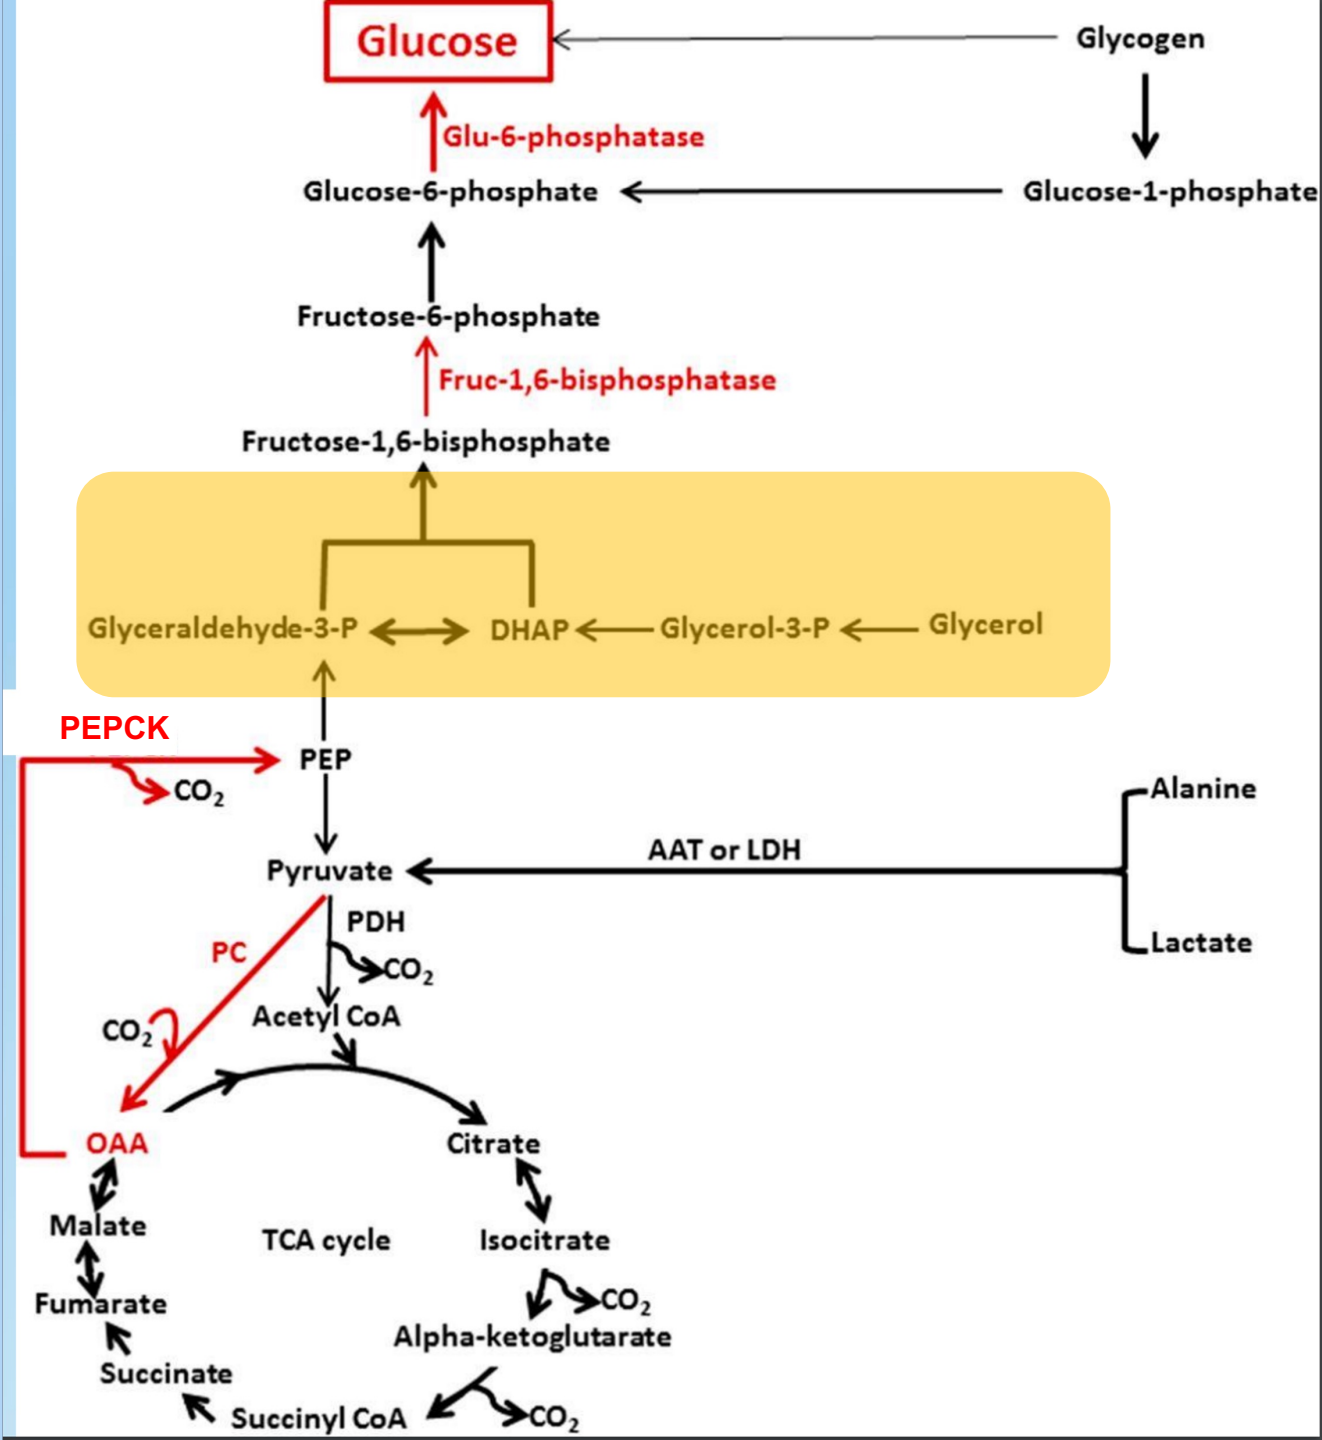 Glucose
Glycogen
Glu-6-phosphatase
Glucose-6-phosphate
Glucose-1-phosphate
Fructose-6-phosphate
Fruc-1,6-bisphosphatase
Fructose-1,6-bisphosphate
Glyceraldehyde-3-P
DHAP
Glycerol-3-P
Glycerol
PEPCK
PEP
CO2
Alanine
AAT or LDH
Pyruvate
PDH
Lactate
PC
CO2
Acetyl CoA
CO2
OAA
Citrate
Malate
TCA cycle
Isocitrate
Fumarate
CO2
Alpha-ketoglutarate
Succinate
Succinyl CoA
CO2